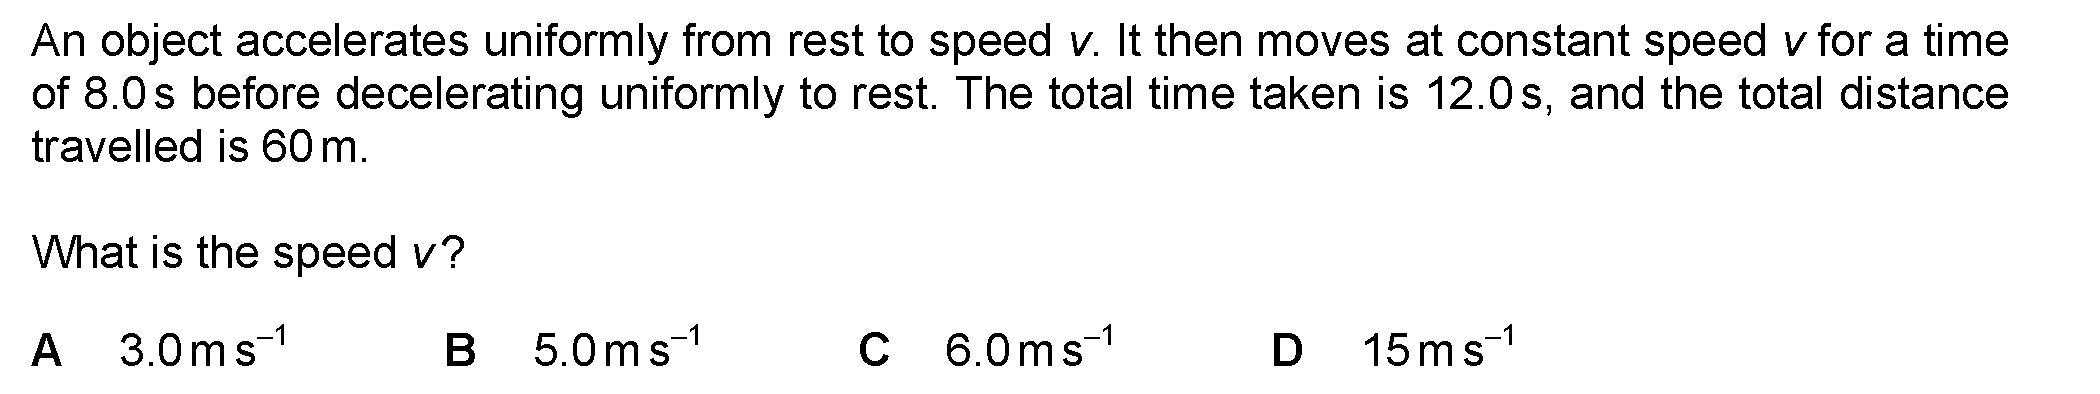 An object accelerates uniformly from rest to speed v. It then moves at constant speed v for a time
of 8.0 s before decelerating uniformly to rest. The total time taken is 12.0 s, and the total distance
travelled is 60 m.
What is the speed v?
A 3.0 m s⁻¹ B 5.0 m s⁻¹ C 6.0 m s⁻¹ D 15 m s⁻¹